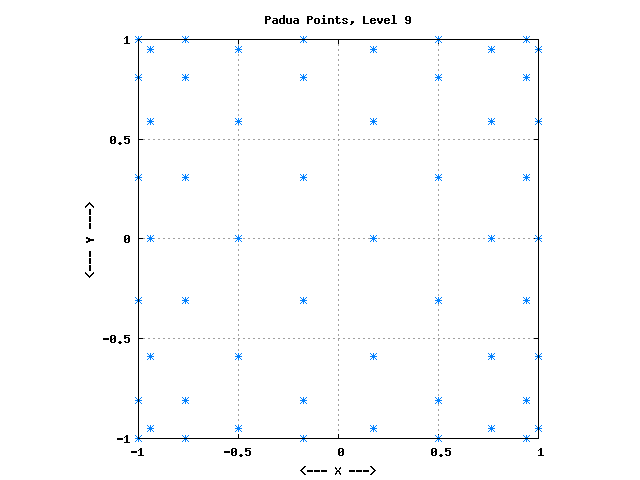 Padua Points, Level 9
1
0.5
0
-0.5
-1
<--- Y --->
-1 -0.5 0 0.5 1
<--- X --->